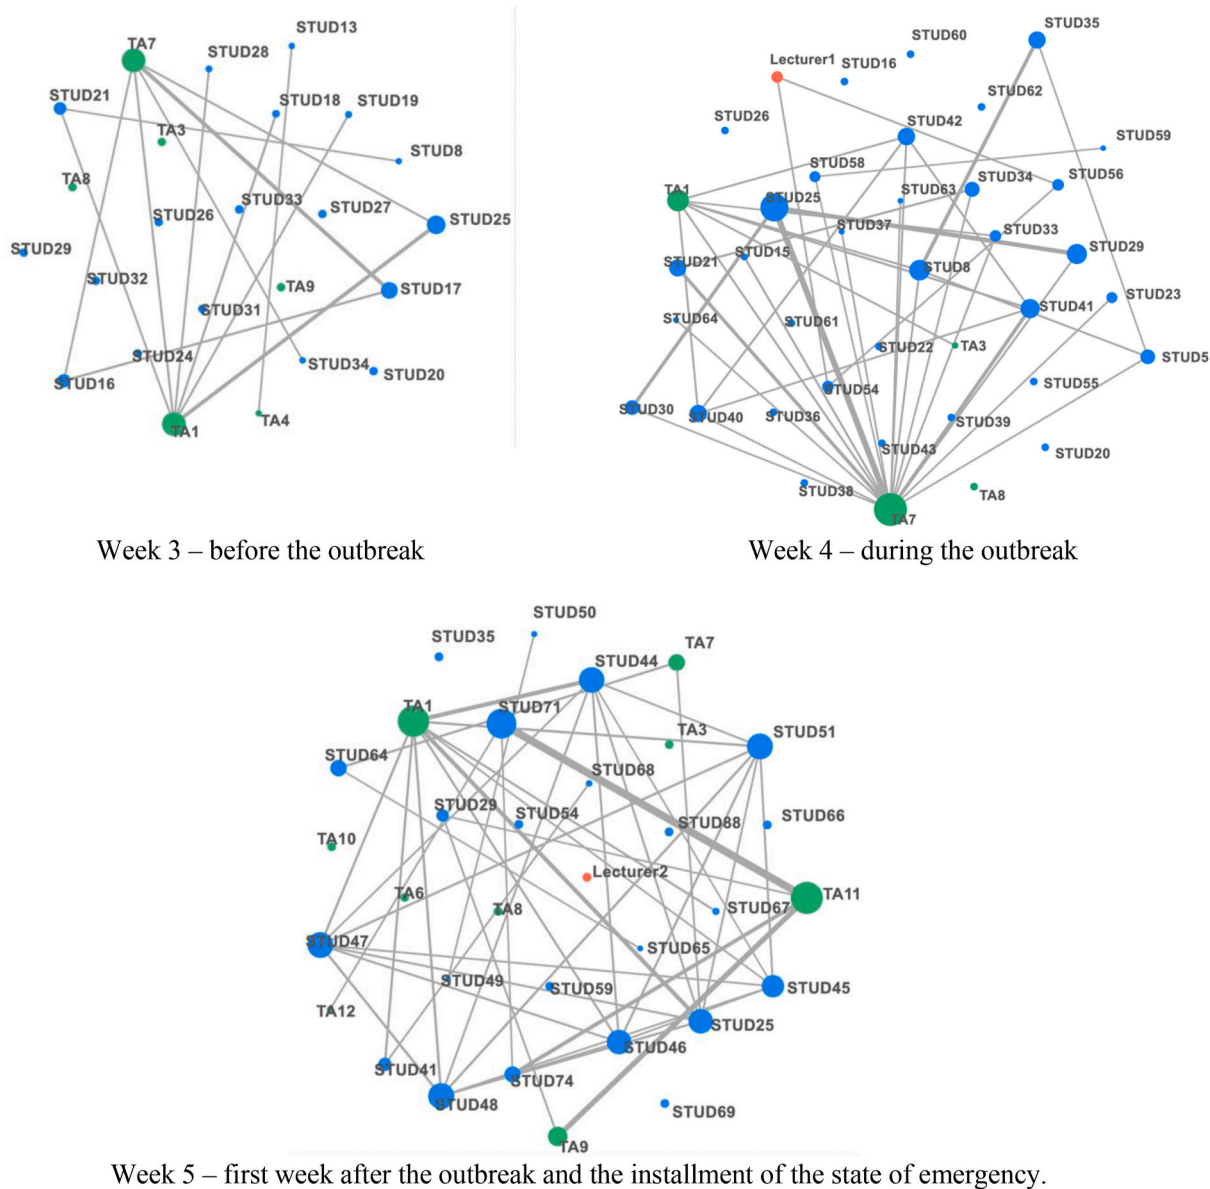 STUD13
TA7
STUD28
STUD21
STUD18
STUD19
TA3
STUD8
TA8
STUD33
STUD27
STUD26
STUD25
STUD29
STUD32
TA9
STUD17
STUD31
STUD24
STUD34
STUD20
STUD16
TA4
TA1
Week 3 – before the outbreak
STUD35
STUD60
Lecturer1
STUD16
STUD62
STUD26
STUD42
STUD59
STUD58
STUD34
STUD56
TA1
STUD25
STUD63
STUD37
STUD33
STUD29
STUD15
STUD21
STUD8
STUD23
STUD41
STUD64
STUD61
STUD22
TA3
STUD5
STUD54
STUD55
STUD30
STUD40
STUD36
STUD39
STUD43
STUD20
STUD38
TA8
TA7
Week 4 – during the outbreak
STUD50
STUD35
TA7
STUD44
TA1
STUD71
TA3
STUD51
STUD64
STUD68
STUD29
STUD54
STUD88
STUD66
TA10
Lecturer2
TA6
TA11
TA8
STUD67
STUD47
STUD65
STUD49
STUD59
STUD45
TA12
STUD25
STUD46
STUD41
STUD74
STUD48
STUD69
TA9
Week 5 – first week after the outbreak and the installment of the state of emergency.